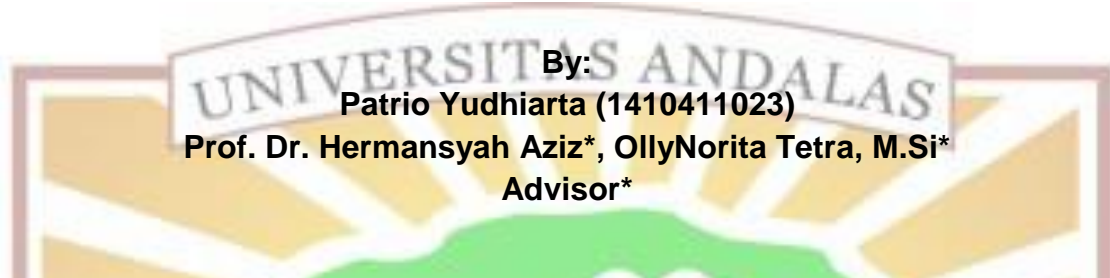 UNIVERSITAS ANDALAS
By:
Patrio Yudhiarta (1410411023)
Prof. Dr. Hermansyah Aziz*, OllyNorita Tetra, M.Si*
Advisor*